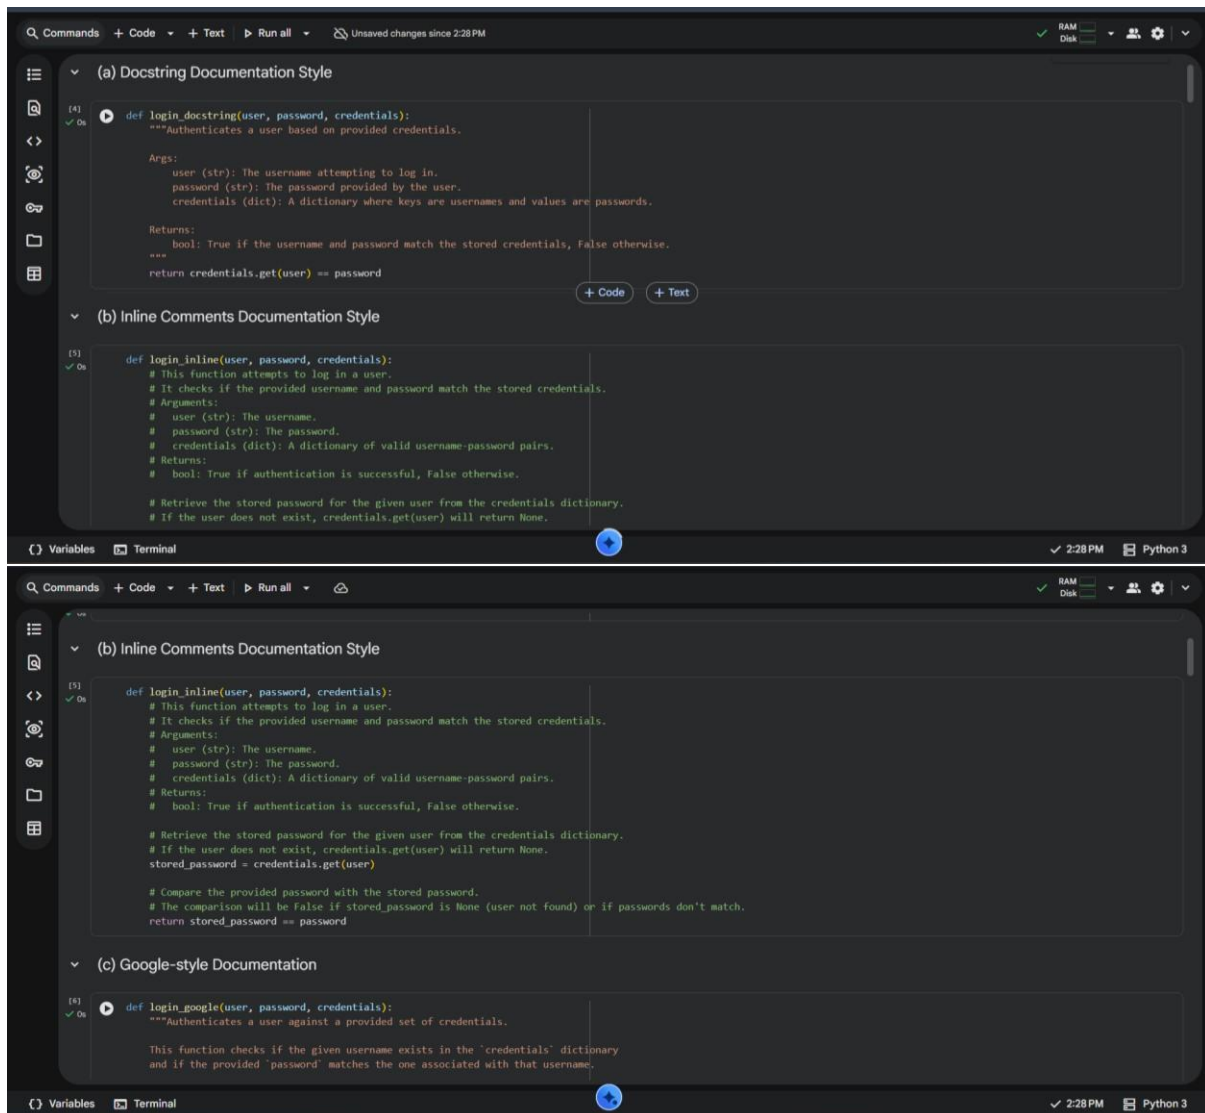 Commands + Code + Text Run all Unsaved changes since 2:28 PM RAM Disk
(a) Docstring Documentation Style
[4]
0s
def login_docstring(user, password, credentials):
"""Authenticates a user based on provided credentials.
Args:
user (str): The username attempting to log in.
password (str): The password provided by the user.
credentials (dict): A dictionary where keys are usernames and values are passwords.
Returns:
bool: True if the username and password match the stored credentials, False otherwise.
"""
return credentials.get(user) == password
+ Code + Text
(b) Inline Comments Documentation Style
[5]
0s
def login_inline(user, password, credentials):
# This function attempts to log in a user.
# It checks if the provided username and password match the stored credentials.
# Arguments:
#   user (str): The username.
#   password (str): The password.
#   credentials (dict): A dictionary of valid username-password pairs.
# Returns:
#   bool: True if authentication is successful, False otherwise.
# Retrieve the stored password for the given user from the credentials dictionary.
# If the user does not exist, credentials.get(user) will return None.
{} Variables Terminal 2:28 PM Python 3
Commands + Code + Text Run all RAM Disk
(b) Inline Comments Documentation Style
[5]
0s
def login_inline(user, password, credentials):
# This function attempts to log in a user.
# It checks if the provided username and password match the stored credentials.
# Arguments:
#   user (str): The username.
#   password (str): The password.
#   credentials (dict): A dictionary of valid username-password pairs.
# Returns:
#   bool: True if authentication is successful, False otherwise.
# Retrieve the stored password for the given user from the credentials dictionary.
# If the user does not exist, credentials.get(user) will return None.
stored_password = credentials.get(user)
# Compare the provided password with the stored password.
# The comparison will be False if stored_password is None (user not found) or if passwords don't match.
return stored_password == password
(c) Google-style Documentation
[6]
0s
def login_google(user, password, credentials):
"""Authenticates a user against a provided set of credentials.
This function checks if the given username exists in the `credentials` dictionary
and if the provided `password` matches the one associated with that username.
{} Variables Terminal 2:28 PM Python 3